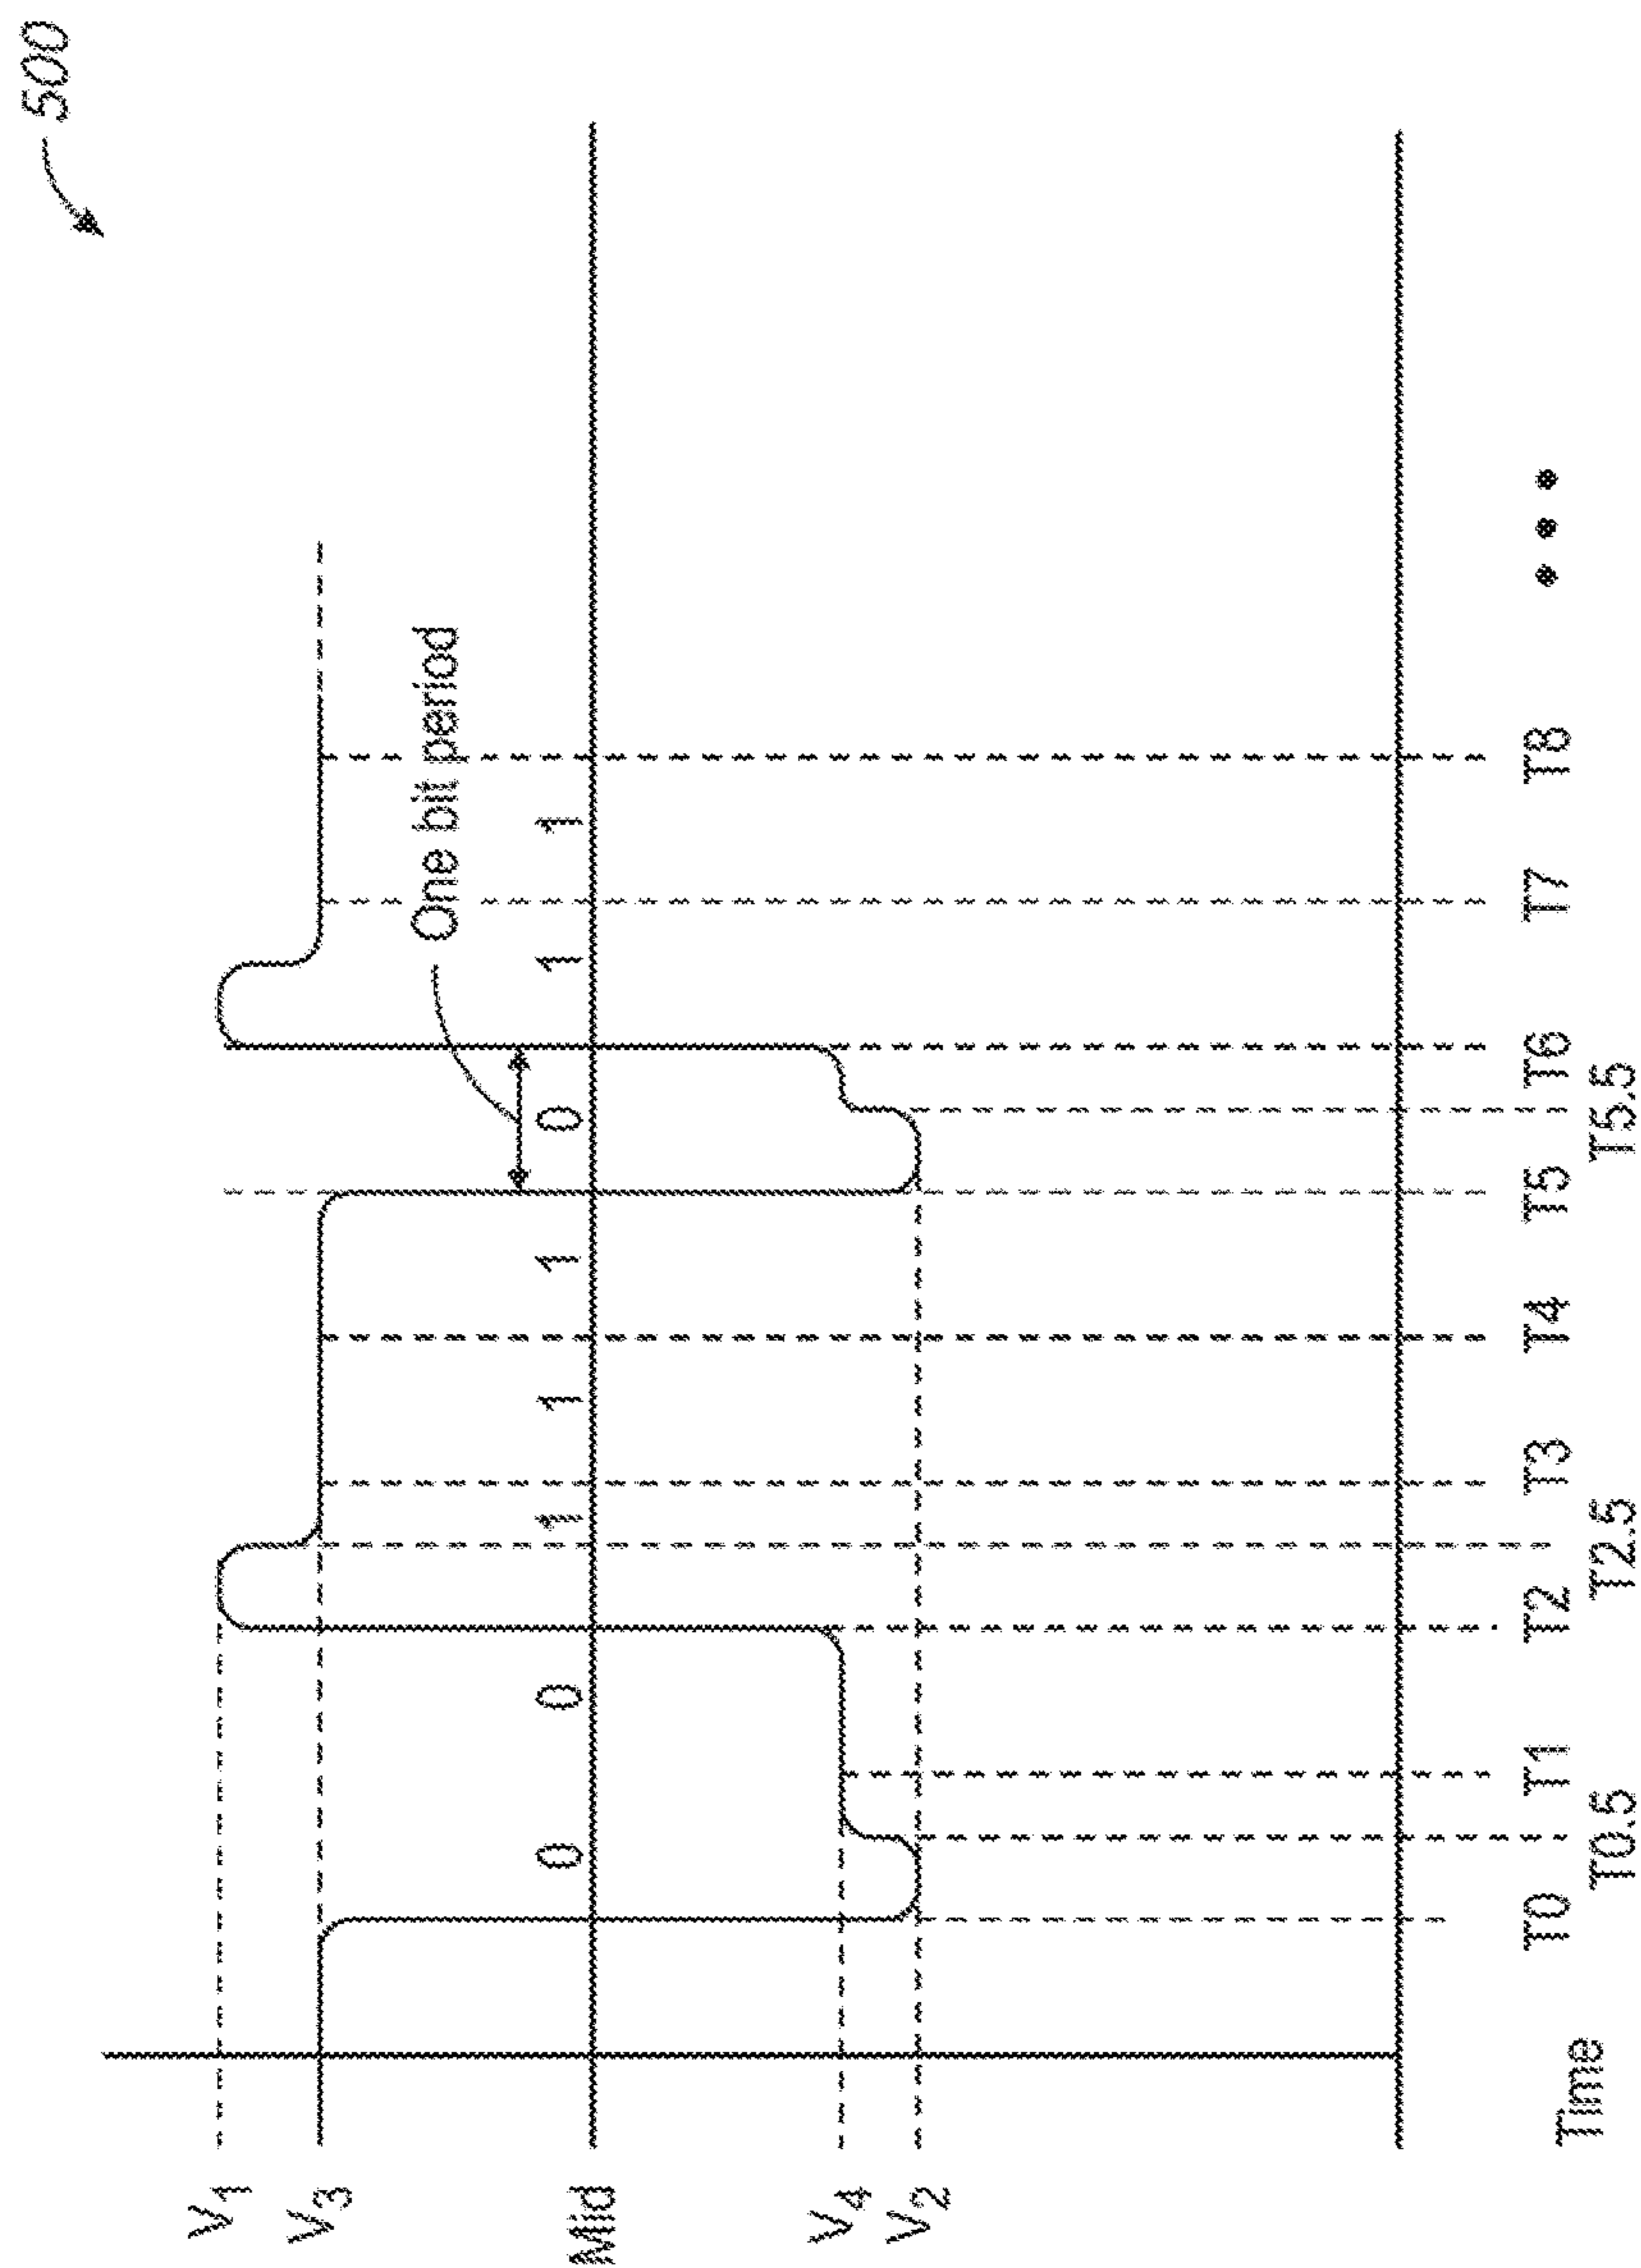 500
V1
V3
One bit period
0 0 1 1 1 0 1 1
Mid
V4
V2
T0 T1 T2 T3 T4 T5 T6 T7 T8
T0.5 T2.5 T5.5
Time